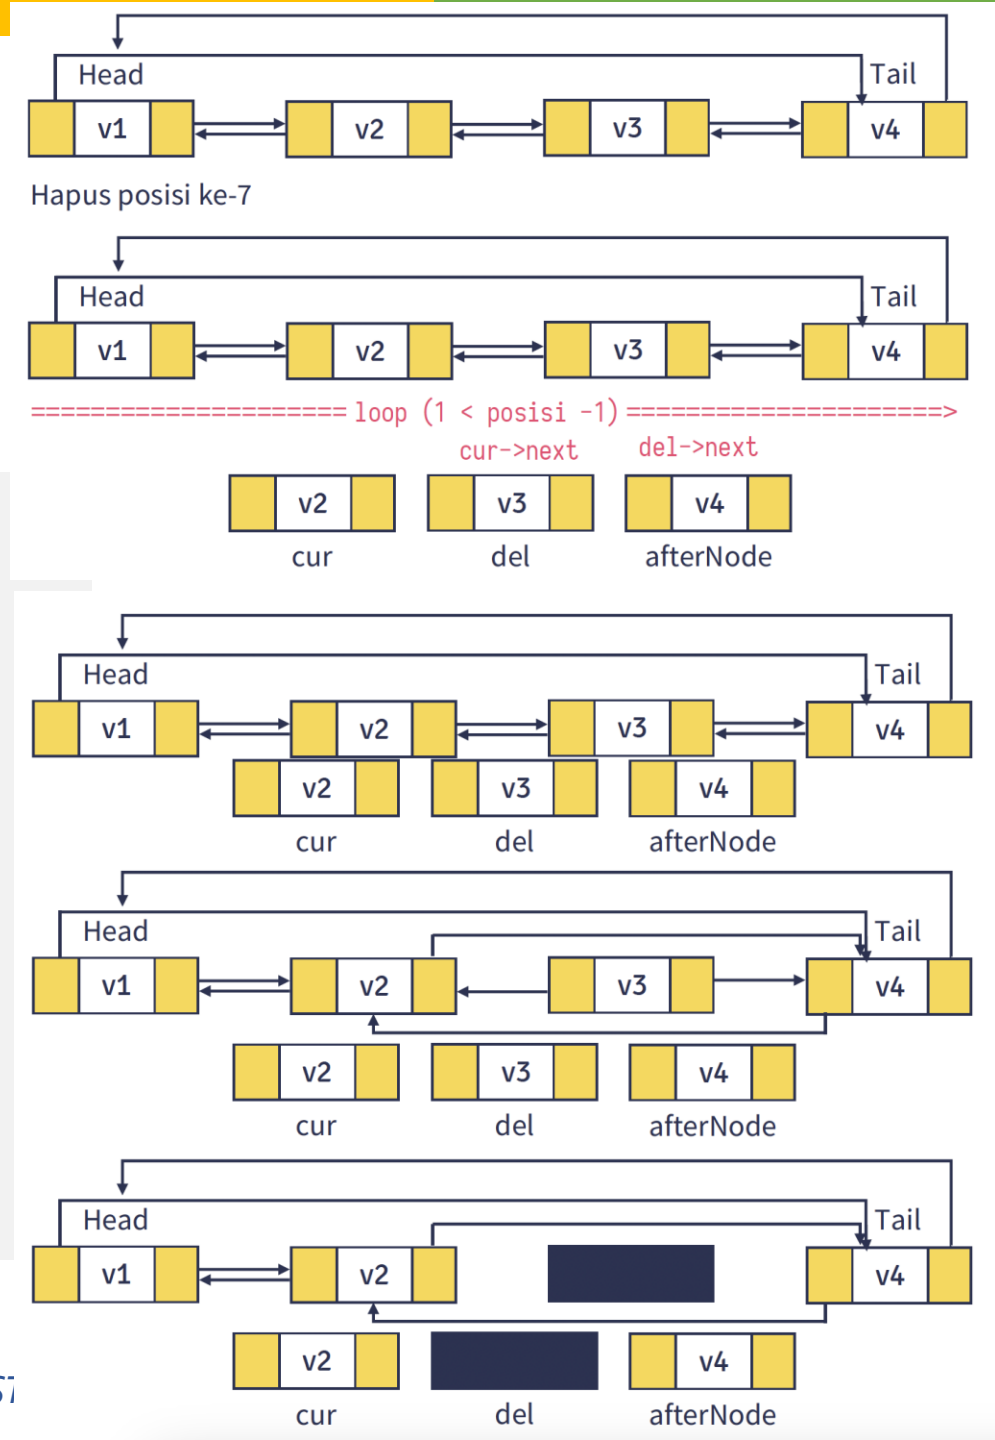 Head Tail
v1 v2 v3 v4
Hapus posisi ke-7
Head Tail
v1 v2 v3 v4
===================== loop (1 < posisi -1) =====================>
cur->next del->next
v2 v3 v4
cur del afterNode
Head Tail
v1 v2 v3 v4
v2 v3 v4
cur del afterNode
Head Tail
v1 v2 v3 v4
v2 v3 v4
cur del afterNode
Head Tail
v1 v2 v4
v2 v4
cur del afterNode